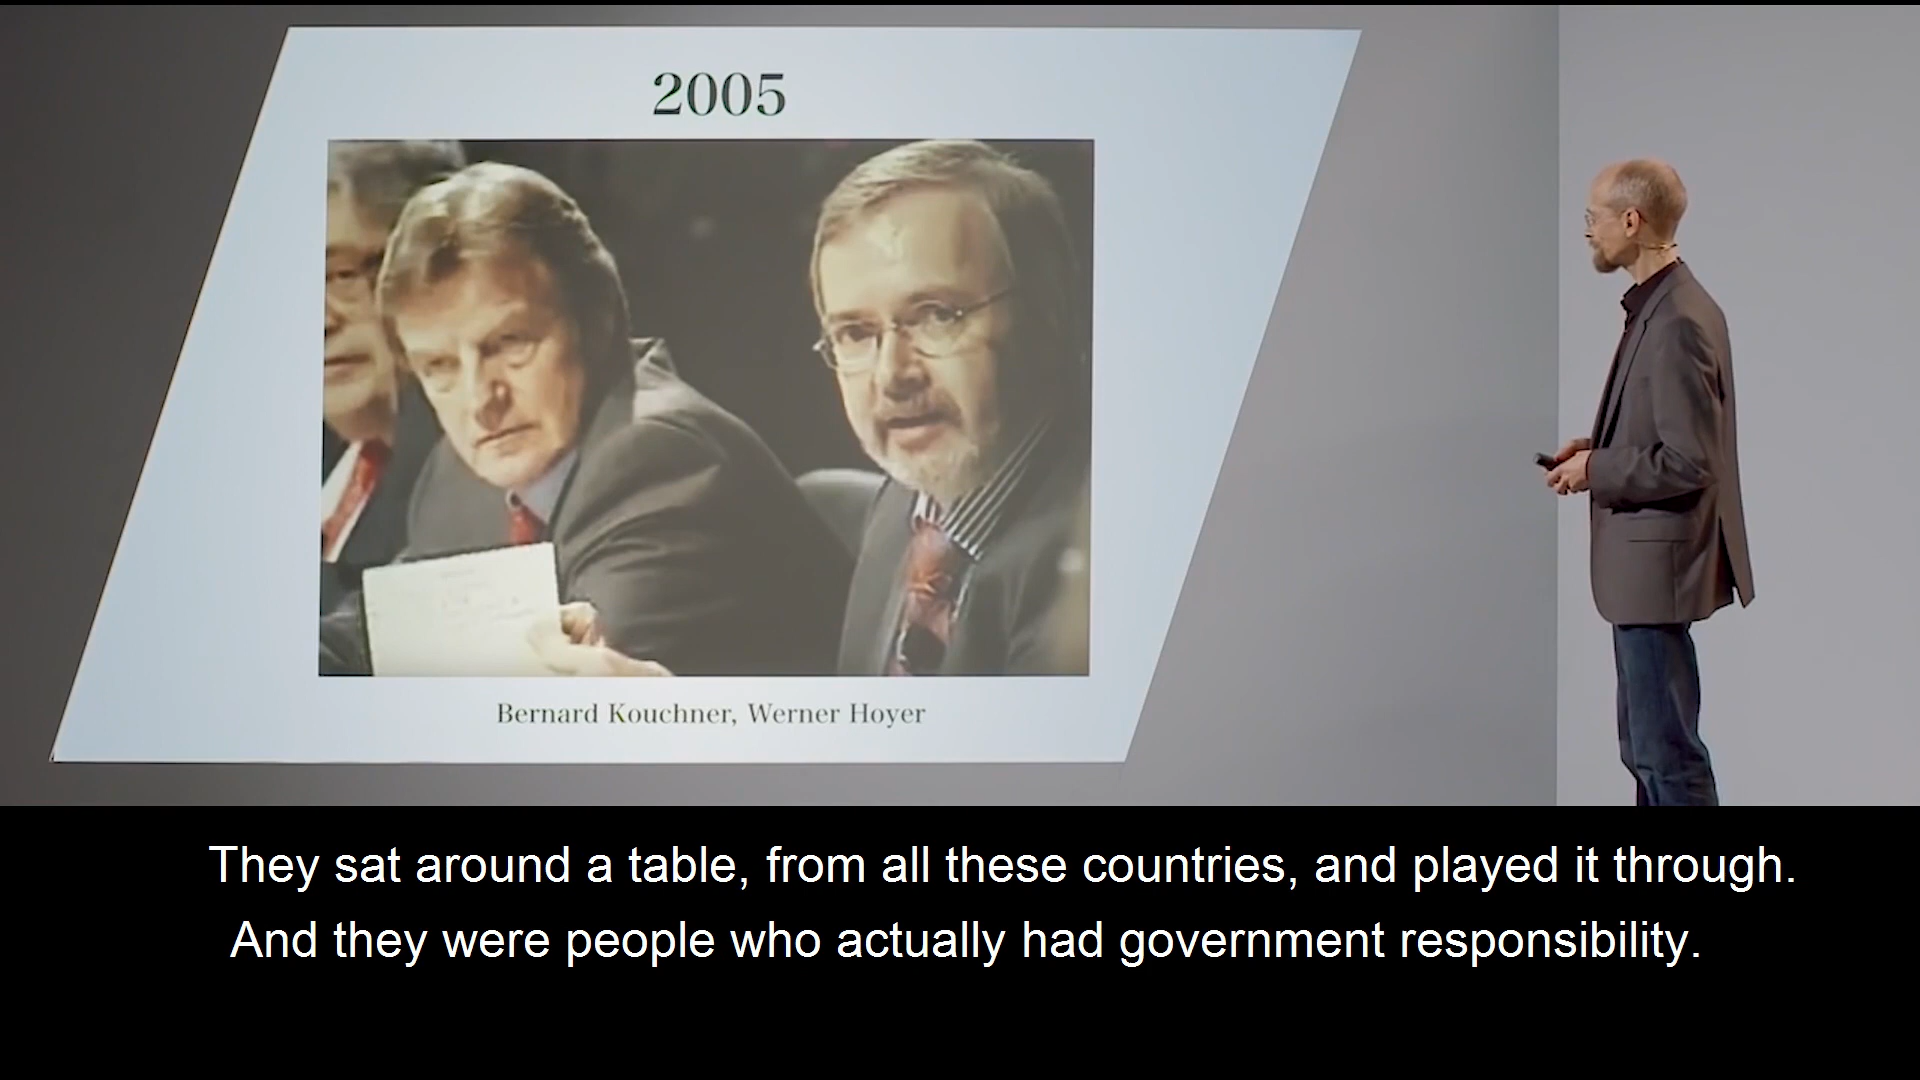 2005
Bernard Kouchner, Werner Hoyer
They sat around a table, from all these countries, and played it through.
And they were people who actually had government responsibility.